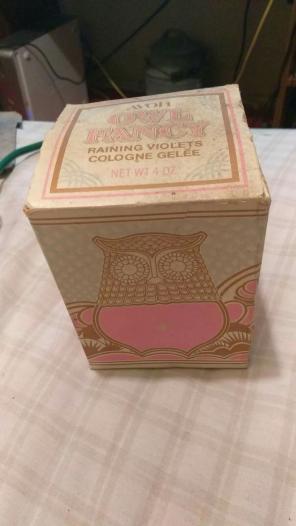 AVON
OWL
FANCY
RAINING VIOLETS
COLOGNE GELÉE
NET WT 4 OZ.